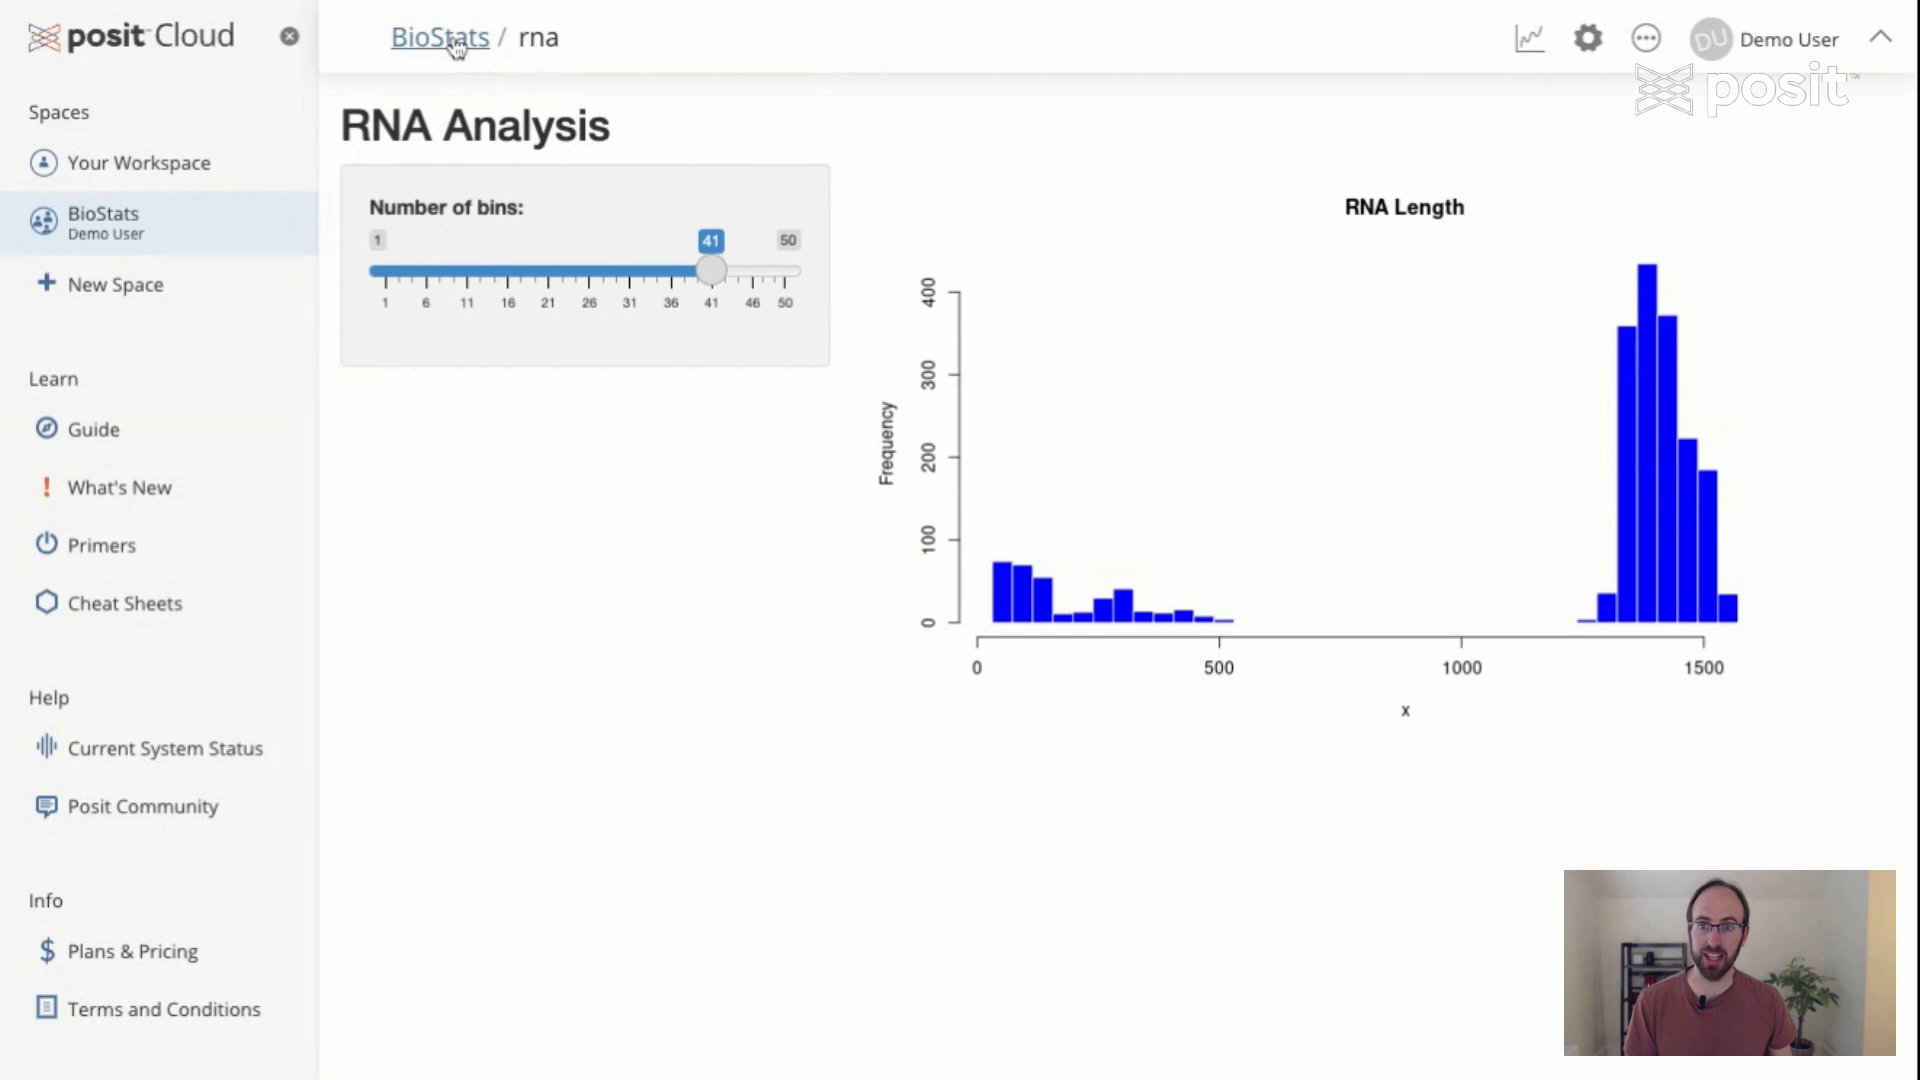 posit Cloud
BioStats / rna
DU
Demo User
posit™
Spaces
Your Workspace
BioStats
Demo User
New Space
Learn
Guide
What's New
Primers
Cheat Sheets
Help
Current System Status
Posit Community
Info
Plans & Pricing
Terms and Conditions
RNA Analysis
Number of bins:
1 41 50
1 6 11 16 21 26 31 36 41 46 50
RNA Length
Frequency
400
300
200
100
0
0 500 1000 1500
x